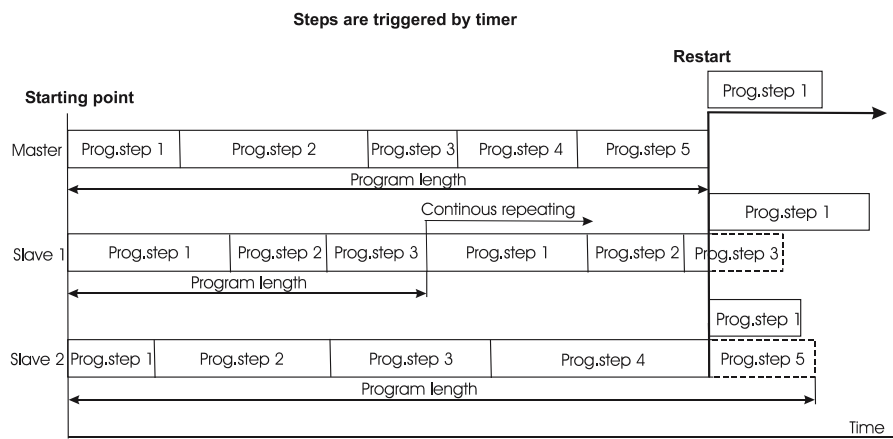 Steps are triggered by timer
Restart
Prog.step 1
Starting point
Master Prog.step 1 Prog.step 2 Prog.step 3 Prog.step 4 Prog.step 5
Program length
Continous repeating
Prog.step 1
Slave 1 Prog.step 1 Prog.step 2 Prog.step 3 Prog.step 1 Prog.step 2 Prog.step 3
Program length
Prog.step 1
Slave 2 Prog.step 1 Prog.step 2 Prog.step 3 Prog.step 4 Prog.step 5
Program length
Time